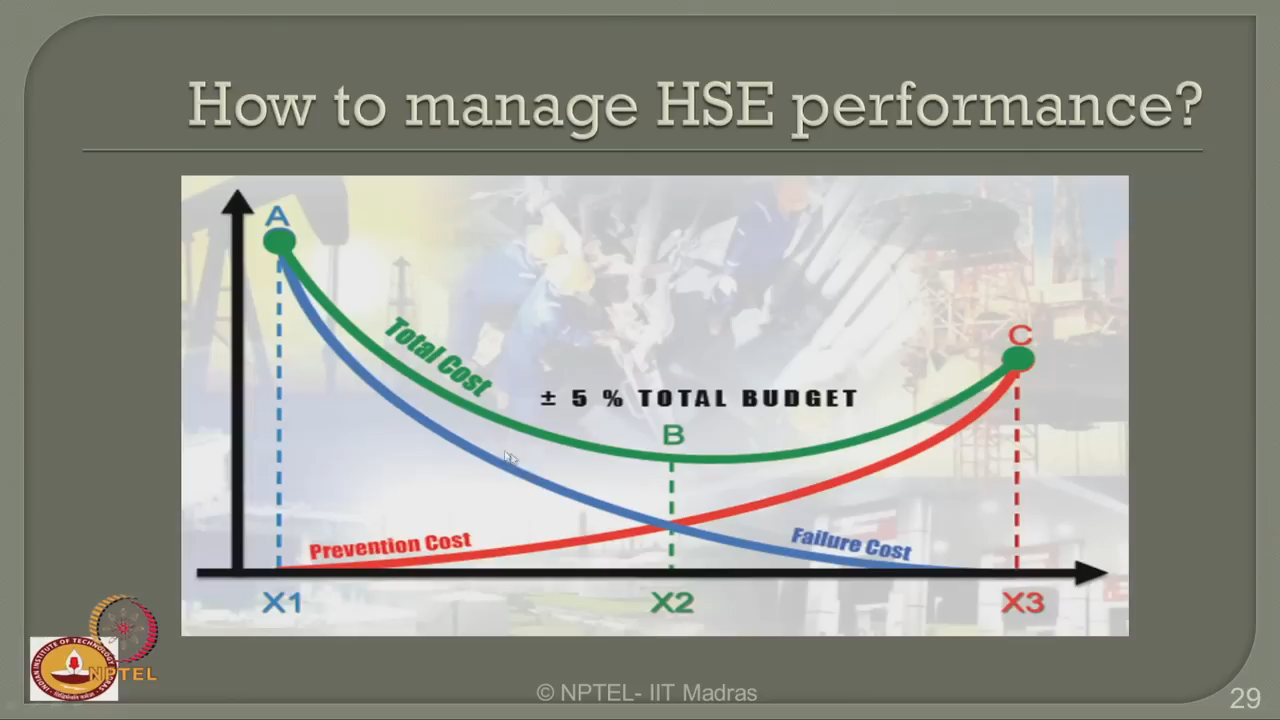 How to manage HSE performance?
A
Total Cost
C
± 5 % TOTAL BUDGET
B
Prevention Cost
Failure Cost
X1
X2
X3
NPTEL
© NPTEL- IIT Madras
29